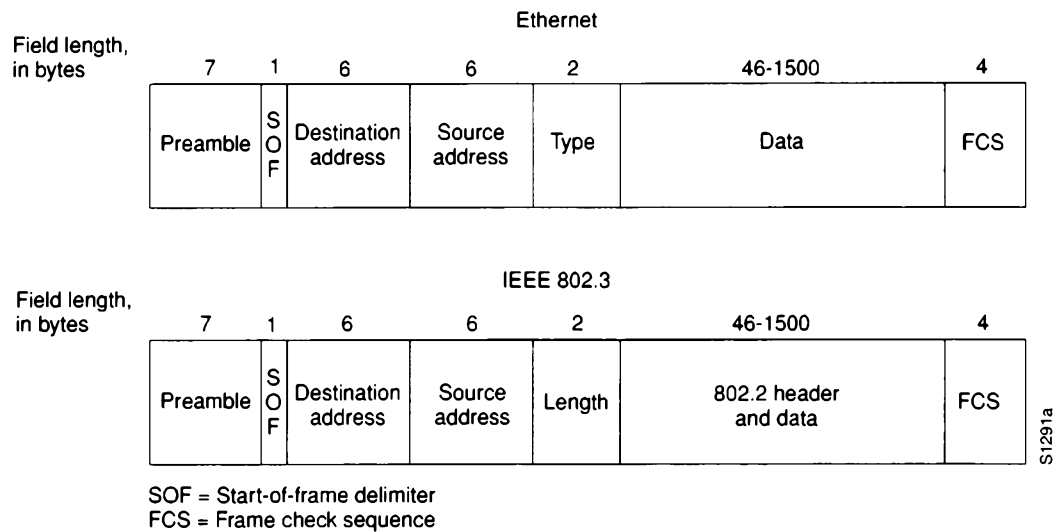 Ethernet
Field length,
in bytes
7 1 6 6 2 46-1500 4
Preamble
S
O
F
Destination
address
Source
address
Type
Data
FCS
IEEE 802.3
Field length,
in bytes
7 1 6 6 2 46-1500 4
Preamble
S
O
F
Destination
address
Source
address
Length
802.2 header
and data
FCS
S1291a
SOF = Start-of-frame delimiter
FCS = Frame check sequence